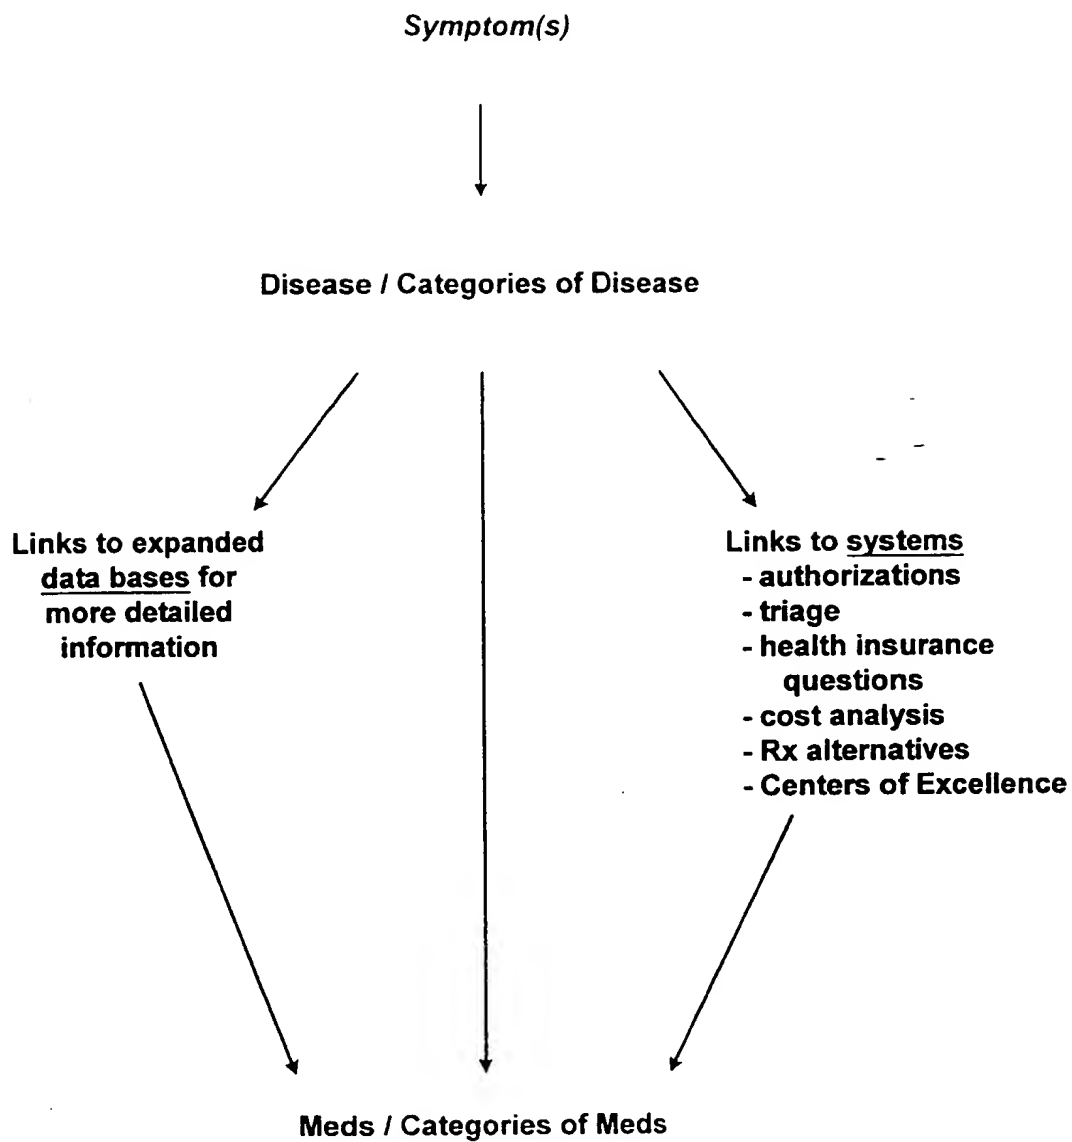 Symptom(s)
Disease / Categories of Disease
Links to expanded
data bases for
more detailed
information
Links to systems
- authorizations
- triage
- health insurance
questions
- cost analysis
- Rx alternatives
- Centers of Excellence
Meds / Categories of Meds